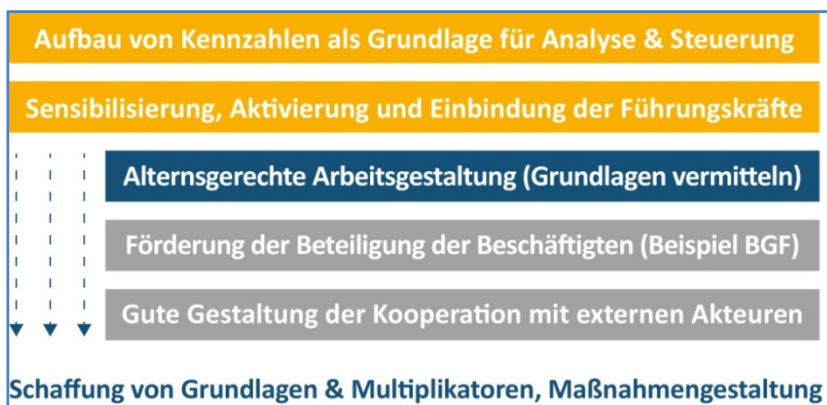 Aufbau von Kennzahlen als Grundlage für Analyse & Steuerung
Sensibilisierung, Aktivierung und Einbindung der Führungskräfte
Alternsgerechte Arbeitsgestaltung (Grundlagen vermitteln)
Förderung der Beteiligung der Beschäftigten (Beispiel BGF)
Gute Gestaltung der Kooperation mit externen Akteuren
Schaffung von Grundlagen & Multiplikatoren, Maßnahmengestaltung